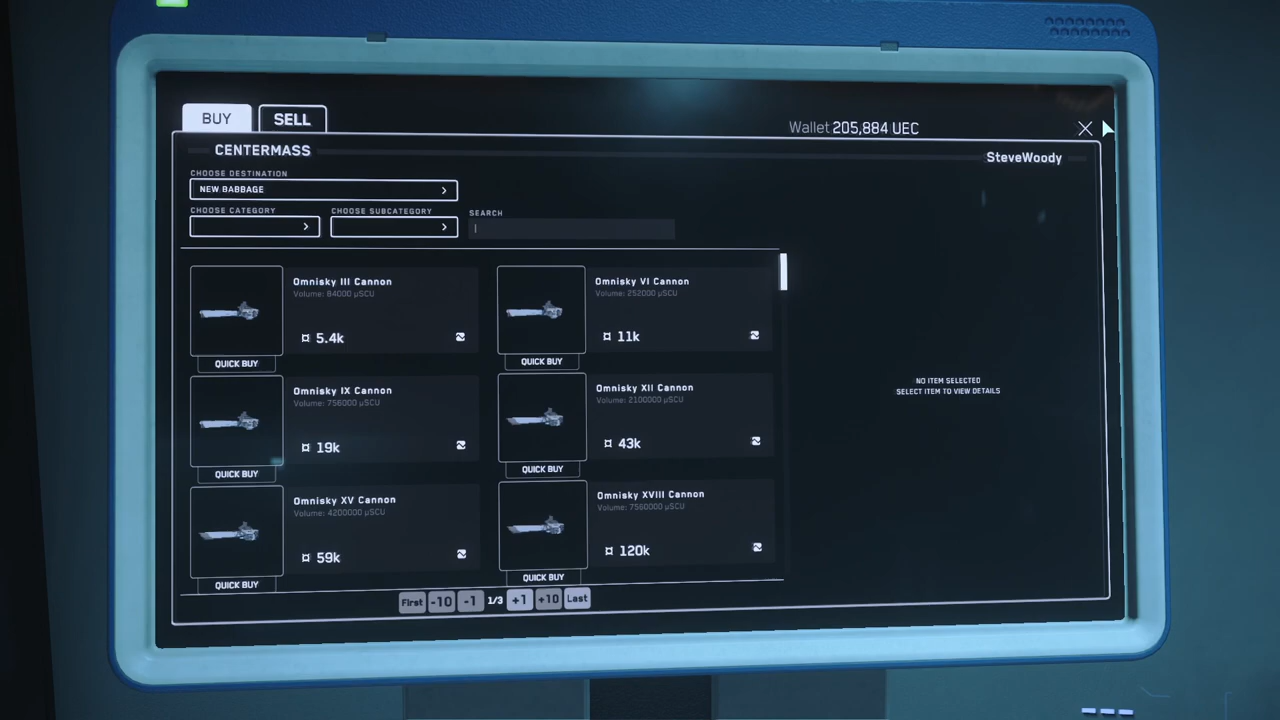 BUY
SELL
Wallet 205,884 UEC
CENTERMASS
SteveWoody
CHOOSE DESTINATION
NEW BABBAGE
CHOOSE CATEGORY
CHOOSE SUBCATEGORY
SEARCH
Omnisky III Cannon
Volume: 84000 µSCU
¤ 5.4k
QUICK BUY
Omnisky VI Cannon
Volume: 252000 µSCU
¤ 11k
QUICK BUY
Omnisky IX Cannon
Volume: 756000 µSCU
¤ 19k
QUICK BUY
Omnisky XII Cannon
Volume: 2100000 µSCU
¤ 43k
QUICK BUY
Omnisky XV Cannon
Volume: 4200000 µSCU
¤ 59k
QUICK BUY
Omnisky XVIII Cannon
Volume: 7560000 µSCU
¤ 120k
QUICK BUY
NO ITEM SELECTED
SELECT ITEM TO VIEW DETAILS
First -10 -1 1/3 +1 +10 Last